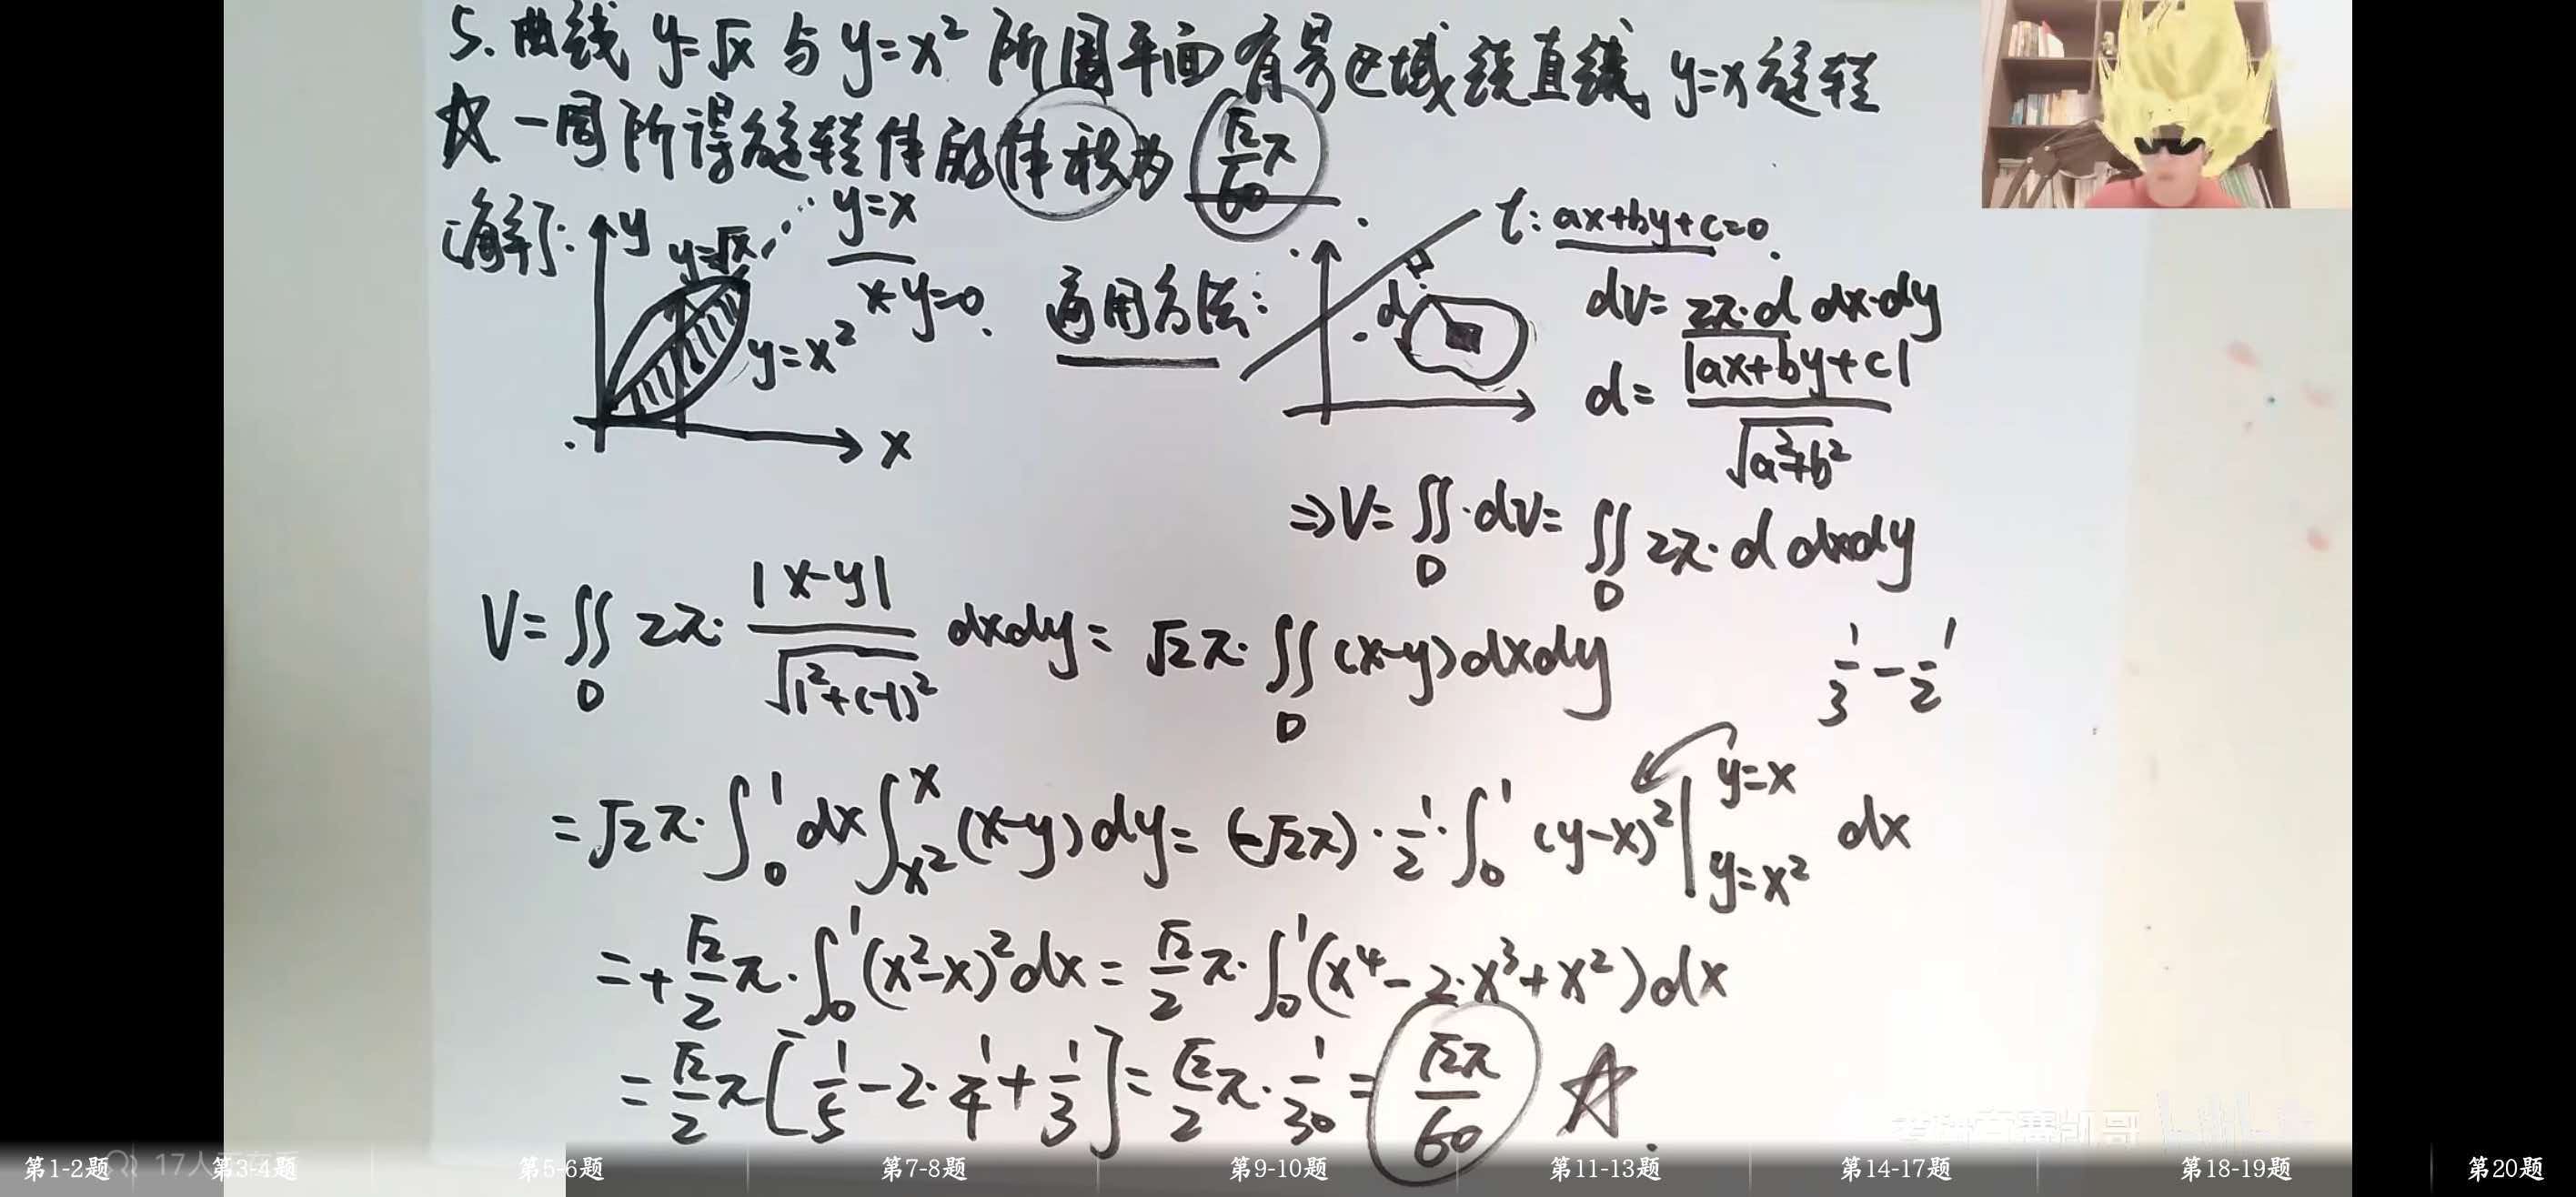 5. 曲线 y=√x 与 y=x² 所围平面有界区域绕直线 y=x 旋转
一周所得旋转体的体积为 √2/60 π
[解]: y y=√x y=x
x-y=0
y=x²
x
通用方法: d l: ax+by+c=0
dV= 2π·d dx·dy
d= |ax+by+c| / √(a²+b²)
⇒V= ∬_D dV= ∬_D 2π·d dxdy
V= ∬_D 2π· |x-y| / √(1²+(-1)²) dxdy= √2π· ∬_D (x-y)dxdy
1/3 - 1/2
= √2π· ∫₀¹ dx ∫_{x²}^{x} (x-y)dy= (-√2π)· 1/2 · ∫₀¹ (y-x)² |_{y=x²}^{y=x} dx
= + √2/2 π· ∫₀¹ (x²-x)²dx= √2/2 π· ∫₀¹ (x⁴-2·x³+x²)dx
= √2/2 π [1/5 - 2·1/4 + 1/3] = √2/2 π· 1/30 = √2π/60
第1-2题 17人 第3-4题 第5-6题 第7-8题 第9-10题 第11-13题 第14-17题 第18-19题 第20题